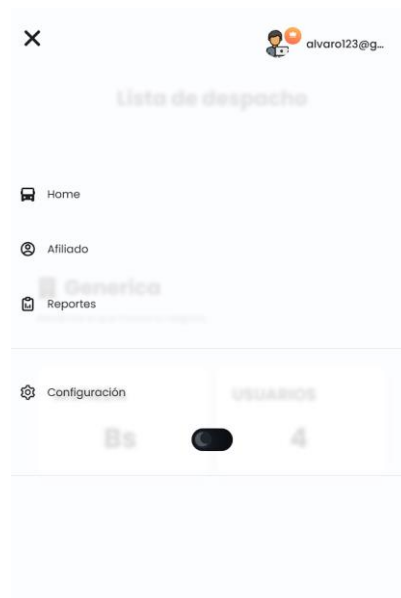 alvaro123@g...
Lista de despacho
Home
Afiliado
Generica
Reportes
Configuración
USUARIOS
Bs
4